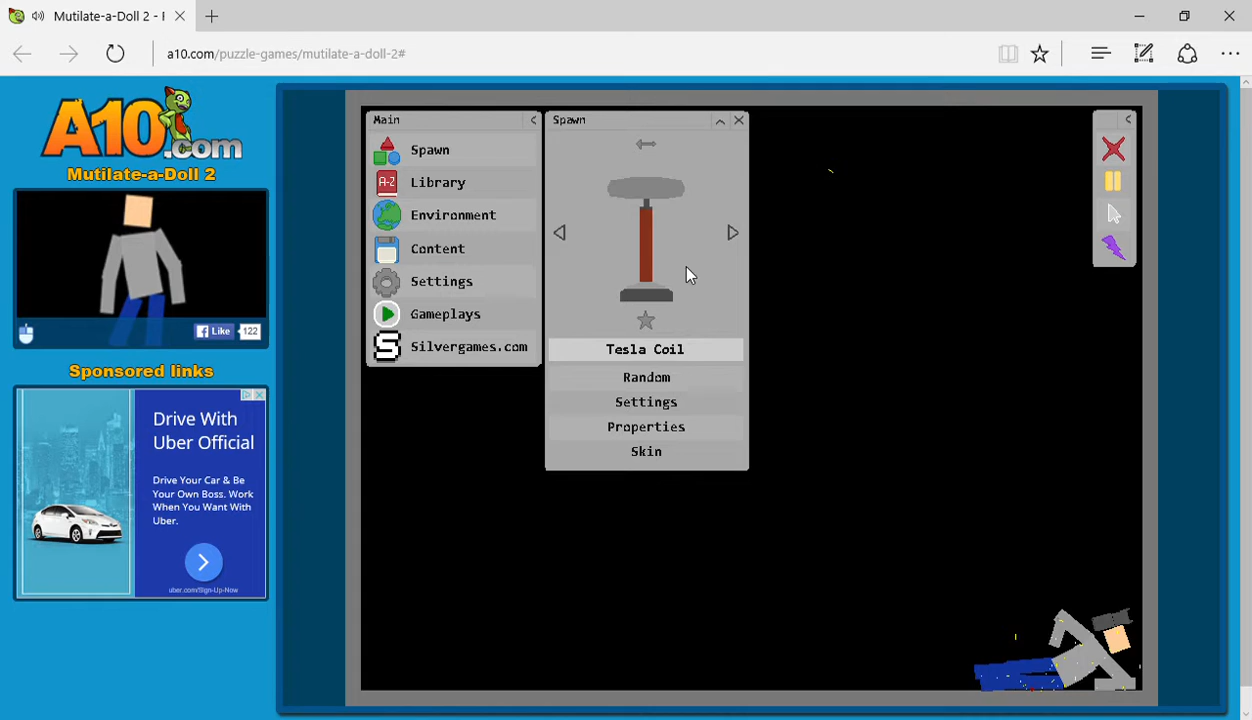 Mutilate-a-Doll 2 - F
a10.com/puzzle-games/mutilate-a-doll-2#
A10
.com
Mutilate-a-Doll 2
Like
122
Sponsored links
Drive With
Uber Official
Drive Your Car & Be
Your Own Boss. Work
When You Want With
Uber.
uber.com/Sign-Up-Now
Main
A-Z
Spawn
Library
Environment
Content
Settings
Gameplays
S
Silvergames.com
Spawn
Tesla Coil
Random
Settings
Properties
Skin